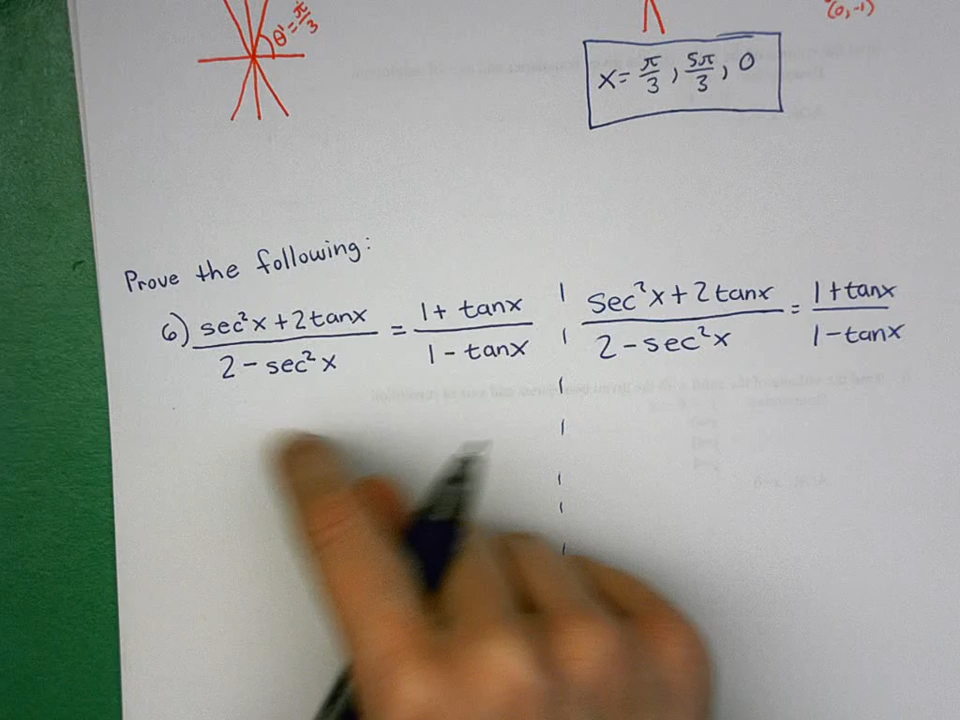 θ' = π/3
(0,-1)
x = π/3, 5π/3, 0
Prove the following:
6) (sec²x + 2tanx)/(2 - sec²x) = (1 + tanx)/(1 - tanx)
(sec²x + 2tanx)/(2 - sec²x) = (1 + tanx)/(1 - tanx)